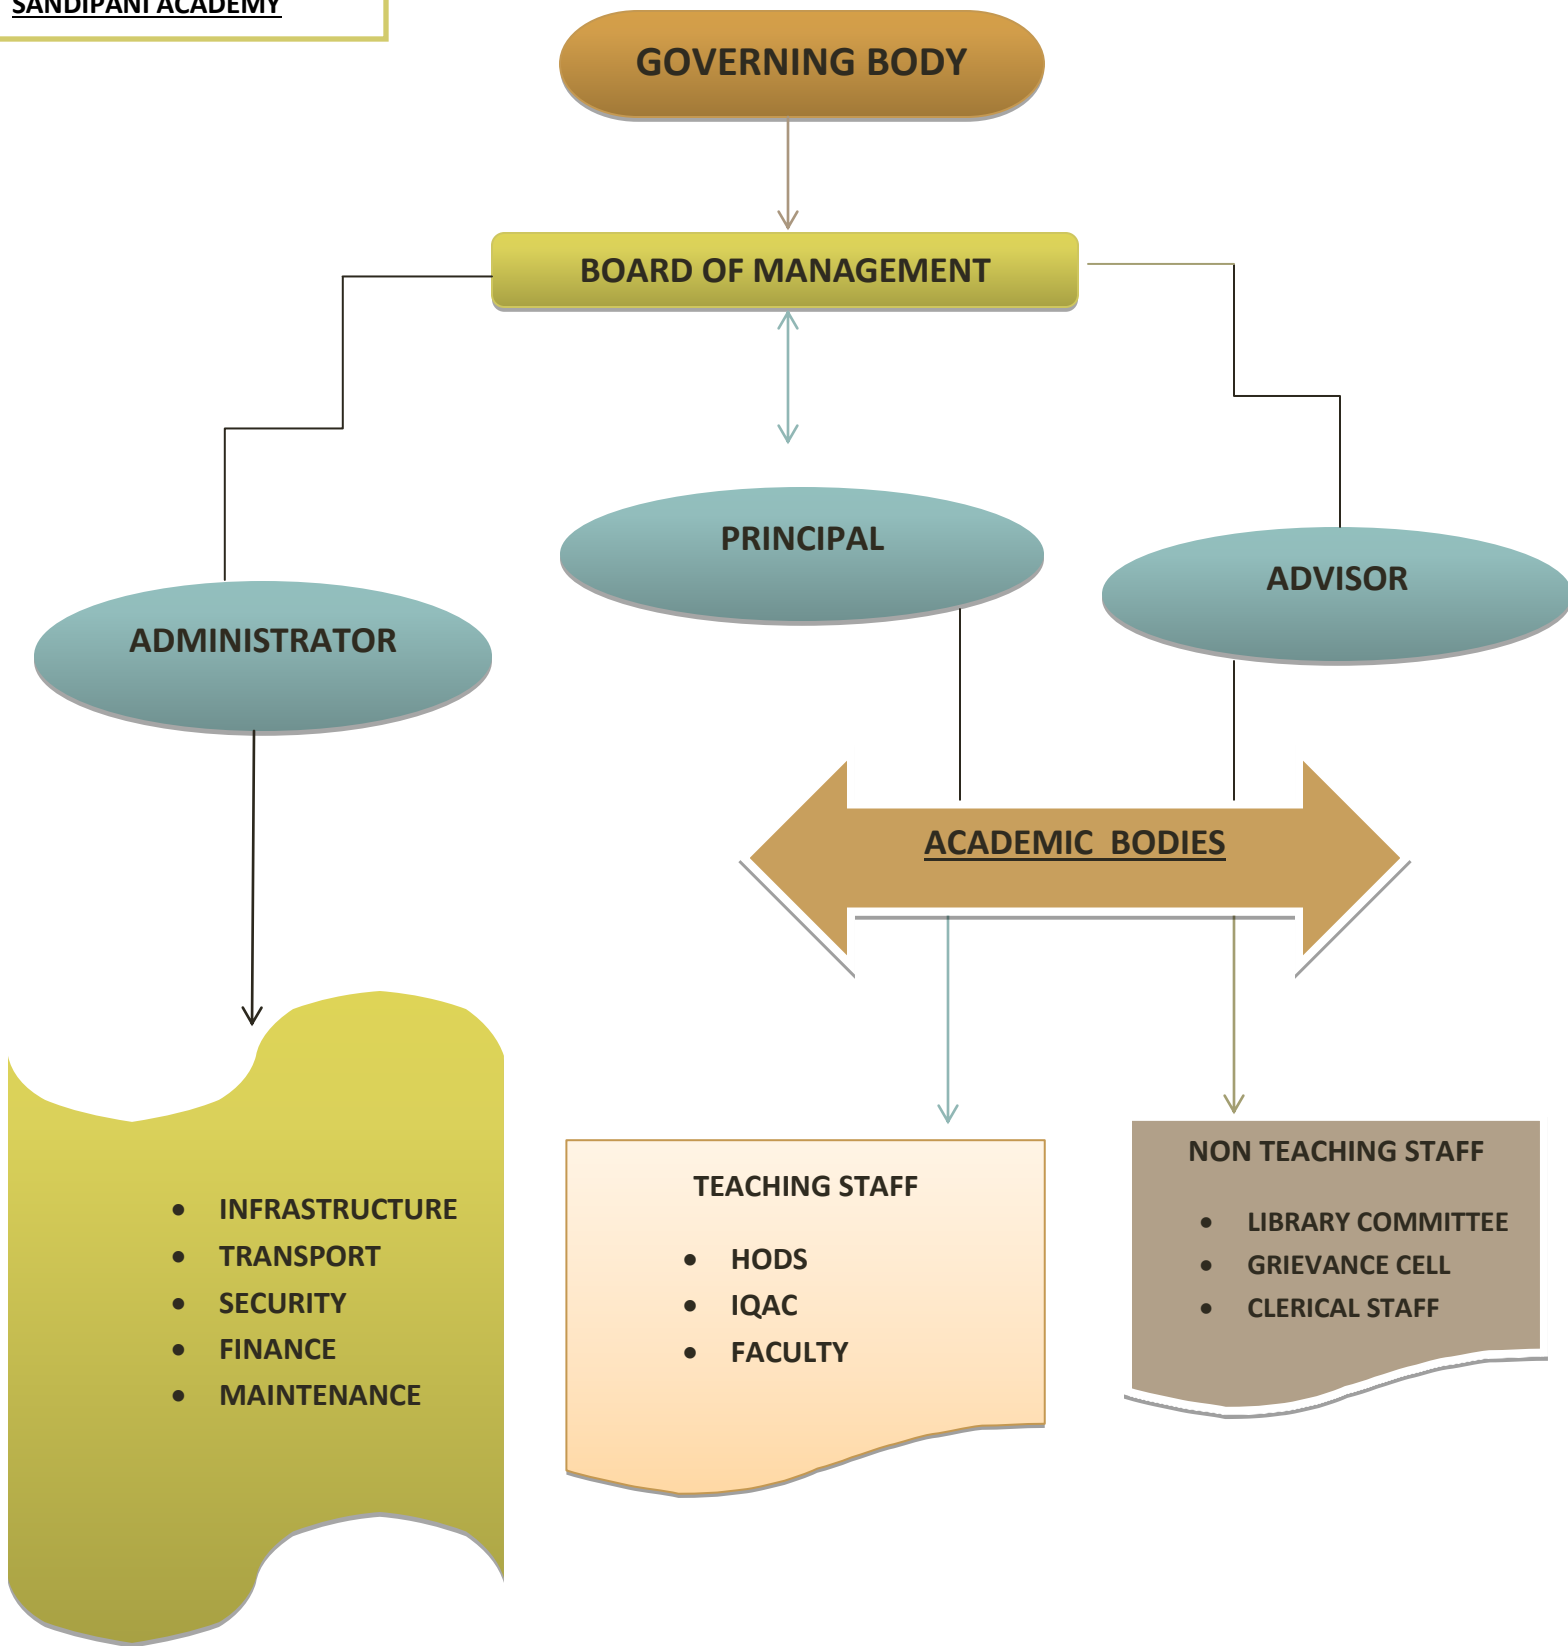 SANDIPANI ACADEMY
GOVERNING BODY
BOARD OF MANAGEMENT
PRINCIPAL
ADVISOR
ADMINISTRATOR
ACADEMIC BODIES
• INFRASTRUCTURE
• TRANSPORT
• SECURITY
• FINANCE
• MAINTENANCE
TEACHING STAFF
• HODS
• IQAC
• FACULTY
NON TEACHING STAFF
• LIBRARY COMMITTEE
• GRIEVANCE CELL
• CLERICAL STAFF